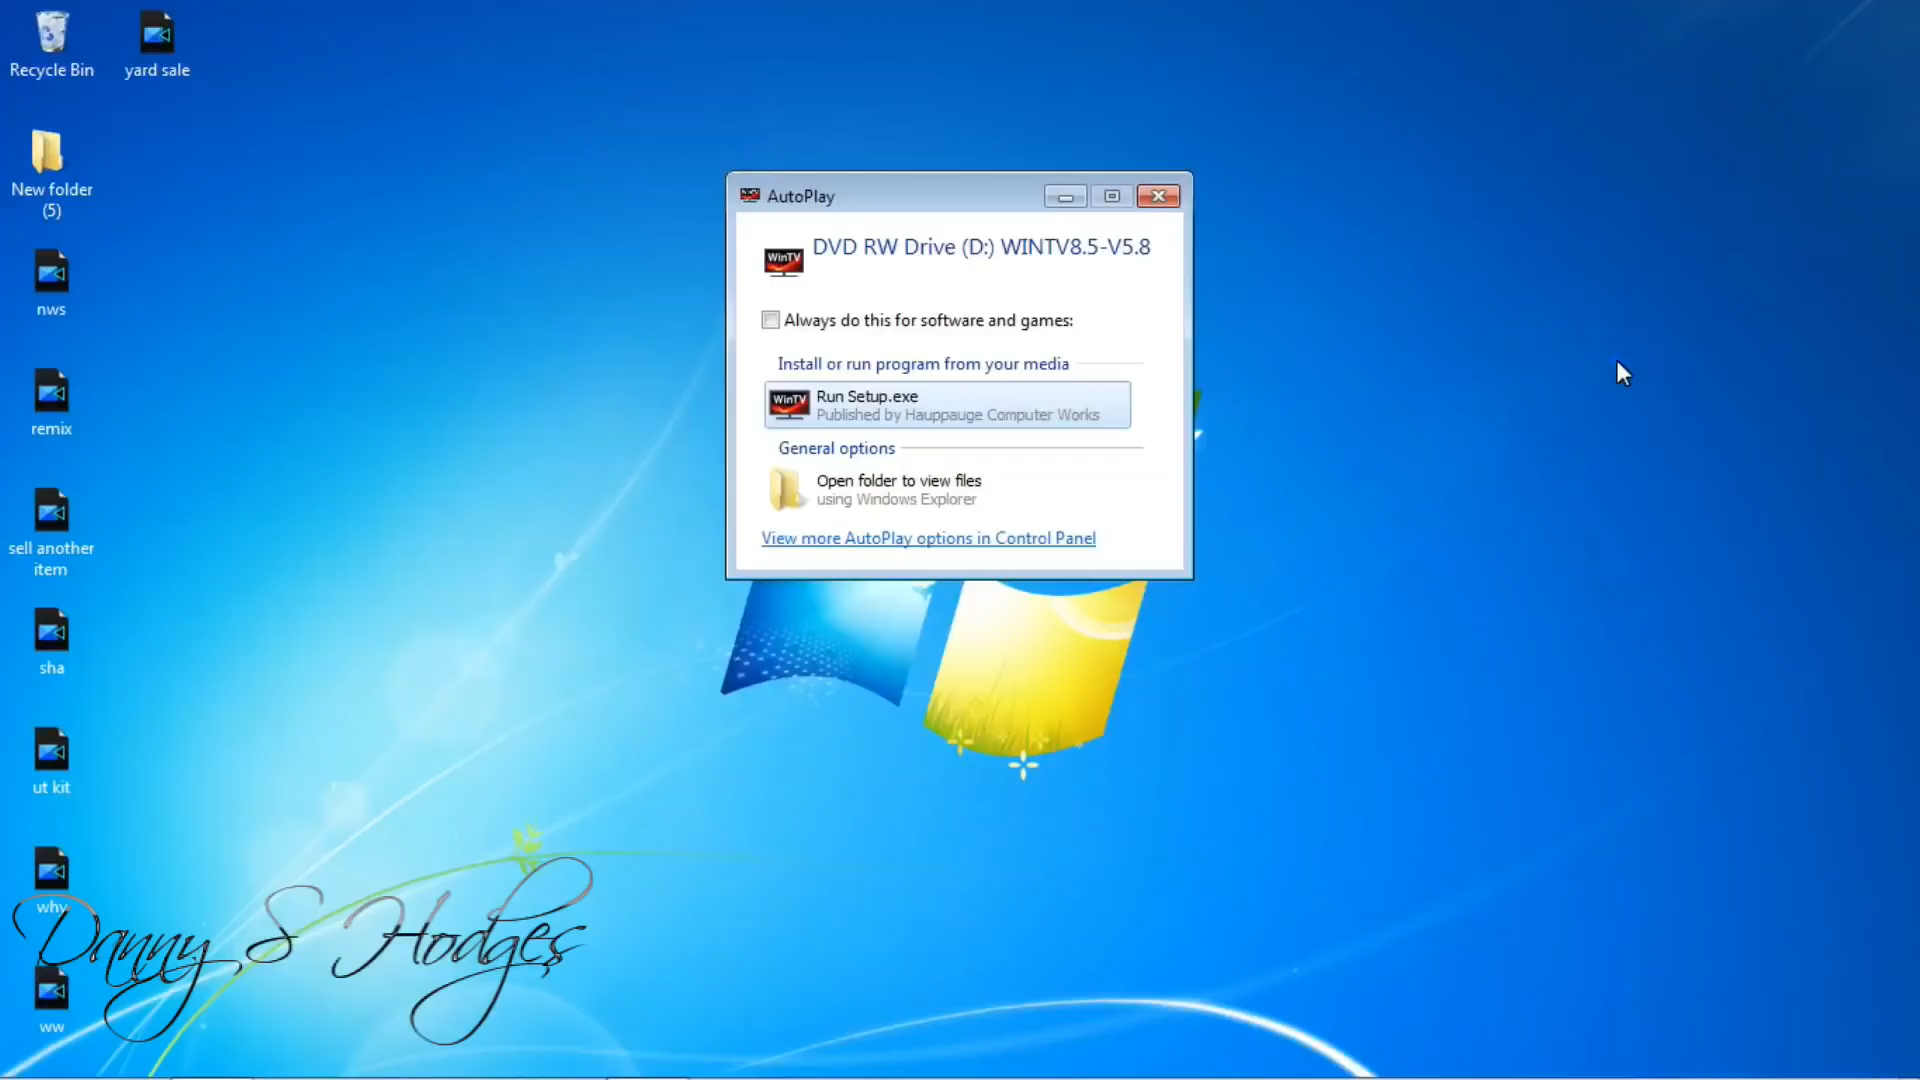 Recycle Bin
yard sale
New folder
(5)
nws
remix
sell another
item
sha
ut kit
why
ww
AutoPlay
WinTV
DVD RW Drive (D:) WINTV8.5-V5.8
Always do this for software and games:
Install or run program from your media
WinTV
Run Setup.exe
Published by Hauppauge Computer Works
General options
Open folder to view files
using Windows Explorer
View more AutoPlay options in Control Panel
Danny S Hodges